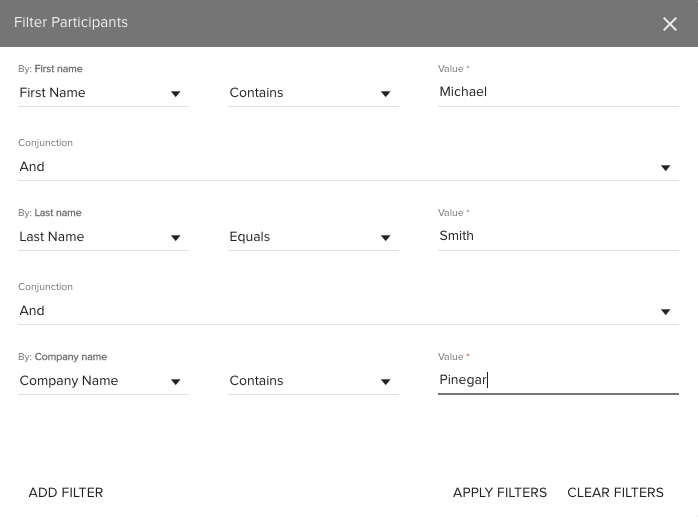 Filter Participants
By: First name
Value *
First Name
Contains
Michael
Conjunction
And
By: Last name
Value *
Last Name
Equals
Smith
Conjunction
And
By: Company name
Value *
Company Name
Contains
Pinegar
ADD FILTER
APPLY FILTERS
CLEAR FILTERS